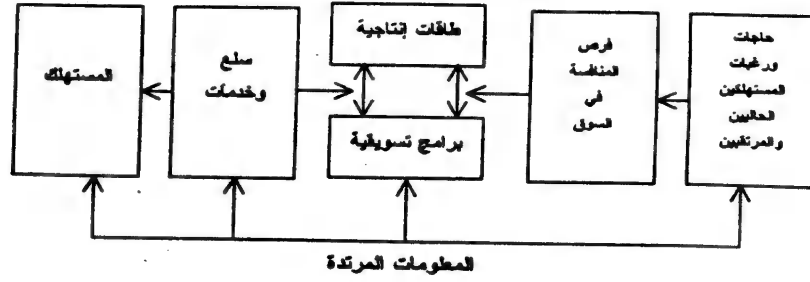 حاجات
ورغبات
المستهلكين
الحاليين
والمرتقبين
فرص
المنافسة
في
السوق
طاقات إنتاجية
برامج تسويقية
سلع
وخدمات
المستهلك
المعلومات المرتدة